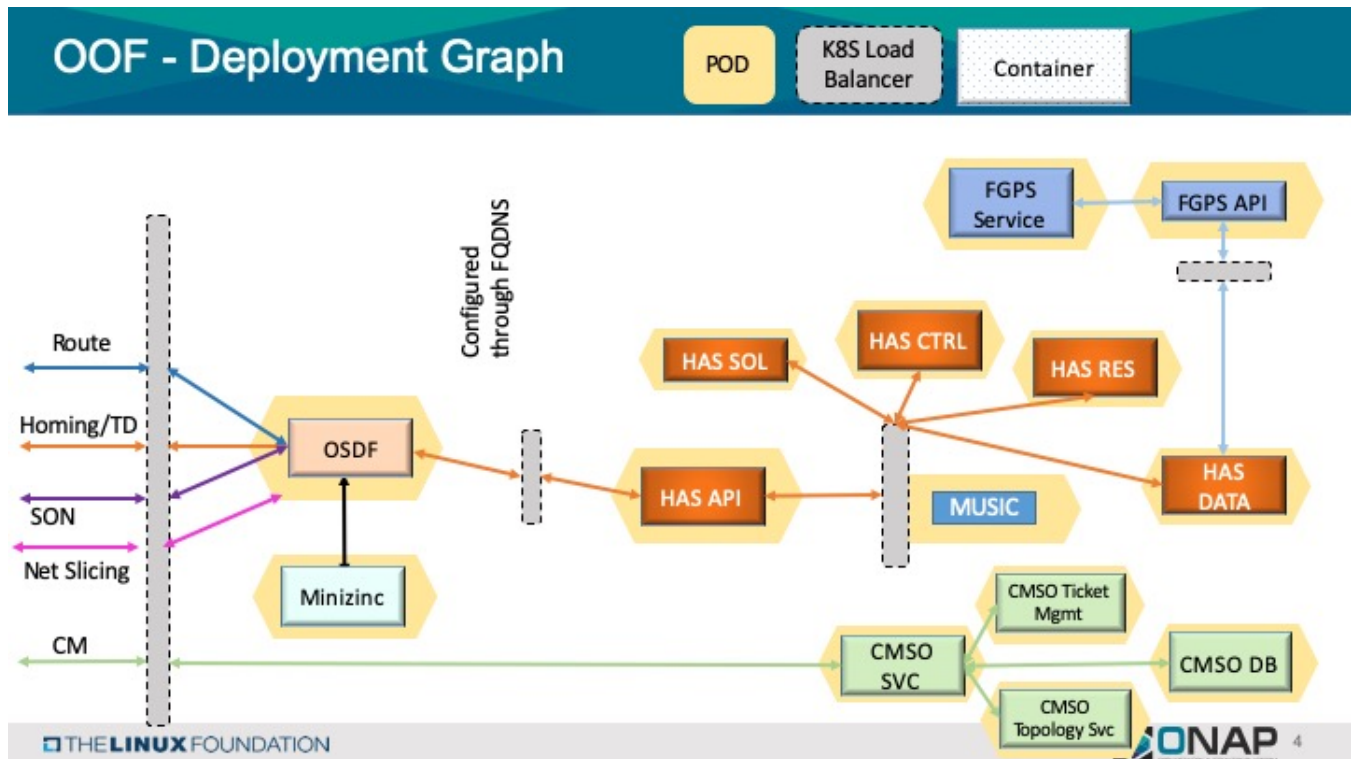 OOF - Deployment Graph
POD
K8S Load
Balancer
Container
Configured
through FQDNS
FGPS
Service
FGPS API
Route
HAS SOL
HAS CTRL
HAS RES
Homing/TD
OSDF
HAS API
MUSIC
HAS
DATA
SON
Net Slicing
Minizinc
CMSO Ticket
Mgmt
CM
CMSO
SVC
CMSO DB
CMSO
Topology Svc
THE LINUX FOUNDATION
ONAP
4